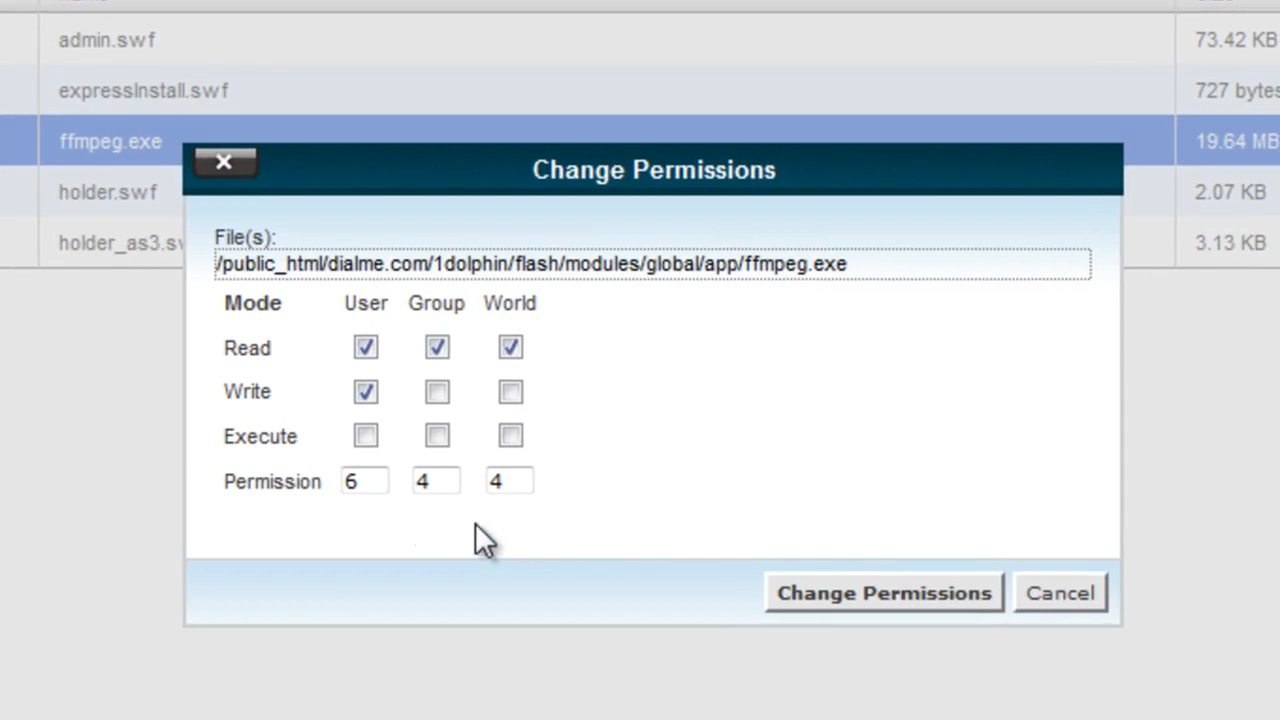 admin.swf 73.42 KB
expressInstall.swf 727 bytes
ffmpeg.exe 19.64 MB
Change Permissions
holder.swf 2.07 KB
holder_as3.sw 3.13 KB
File(s):
/public_html/dialme.com/1dolphin/flash/modules/global/app/ffmpeg.exe
Mode User Group World
Read
Write
Execute
Permission 6 4 4
Change Permissions Cancel